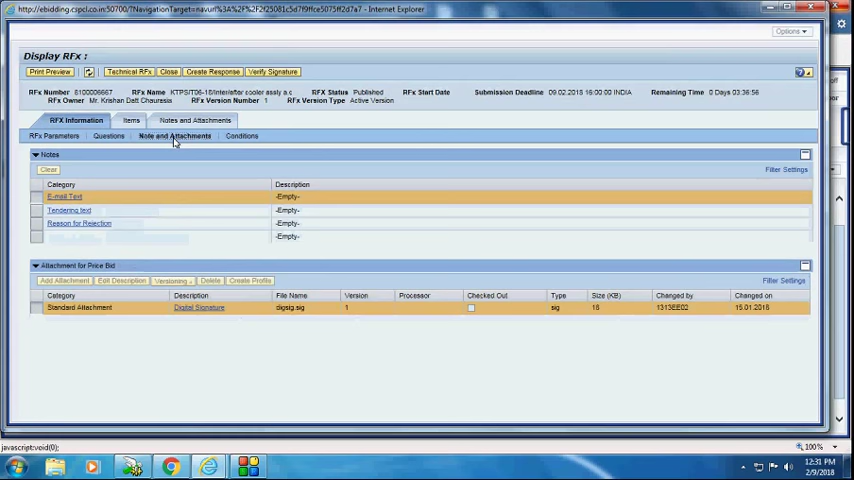 http://ebidding.cspcl.co.in:50700/TNavigationTarget=navurl%3A%2F%2F2f25081c5d7f9ffce5075ff2d7a7 - Internet Explorer
Options
Display RFx :
Print Preview Technical RFx Close Create Response Verify Signature
RFx Number 8100006667 RFx Name KTPS/T06-18/Inter/after cooler assly a.c RFX Status Published RFx Start Date Submission Deadline 09.02.2018 16:00:00 INDIA Remaining Time 0 Days 03:36:56
RFx Owner Mr. Krishan Datt Chaurasia RFx Version Number 1 RFx Version Type Active Version
RFX Information Items Notes and Attachments
RFx Parameters Questions Note and Attachments Conditions
Notes
Clear Filter Settings
Category Description
E-mail Text -Empty-
Tendering text -Empty-
Reason for Rejection -Empty-
-Empty-
Attachment for Price Bid
Add Attachment Edit Description Versioning Delete Create Profile Filter Settings
Category Description File Name Version Processor Checked Out Type Size (KB) Changed by Changed on
Standard Attachment Digital Signature digsig.sig 1 sig 18 1313EE02 15.01.2018
javascript:void(0); 100%
12:31 PM
2/9/2018